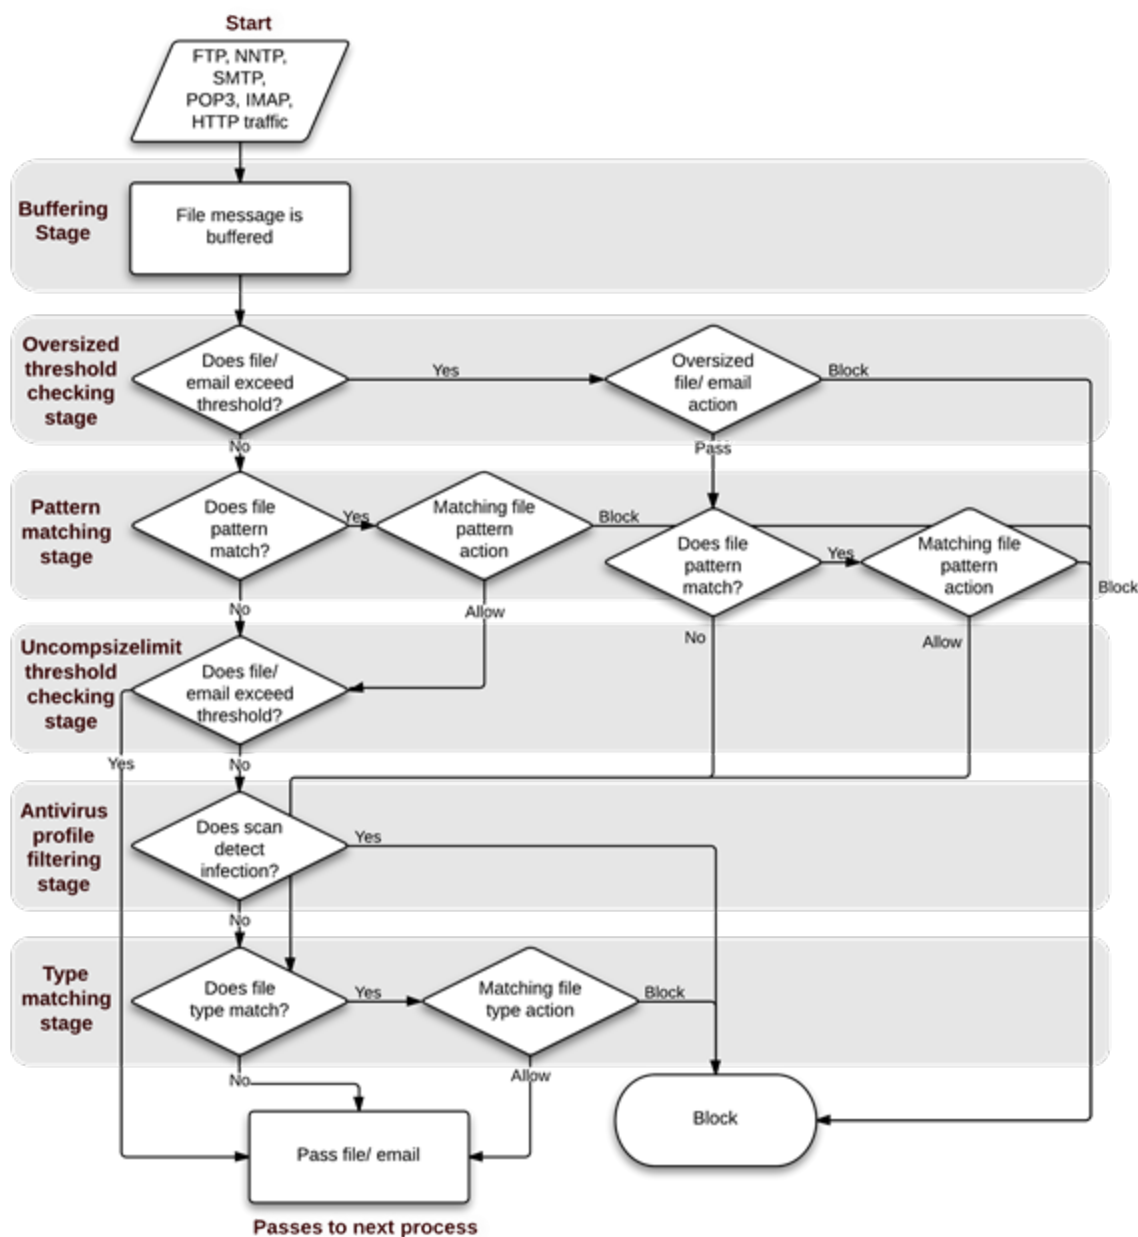 Start
FTP, NNTP,
SMTP,
POP3, IMAP,
HTTP traffic
Buffering
Stage
File message is
buffered
Oversized
threshold
checking
stage
Does file/
email exceed
threshold?
Yes
Oversized
file/ email
action
Block
No
Pass
Pattern
matching
stage
Does file
pattern
match?
Yes
Matching file
pattern
action
Block
Does file
pattern
match?
Yes
Matching file
pattern
action
Block
No
Allow
No
Allow
Uncompsizelimit
threshold
checking
stage
Does file/
email exceed
threshold?
Yes
No
Antivirus
profile
filtering
stage
Does scan
detect
infection?
Yes
No
Type
matching
stage
Does file
type match?
Yes
Matching file
type action
Block
No
Allow
Pass file/ email
Block
Passes to next process